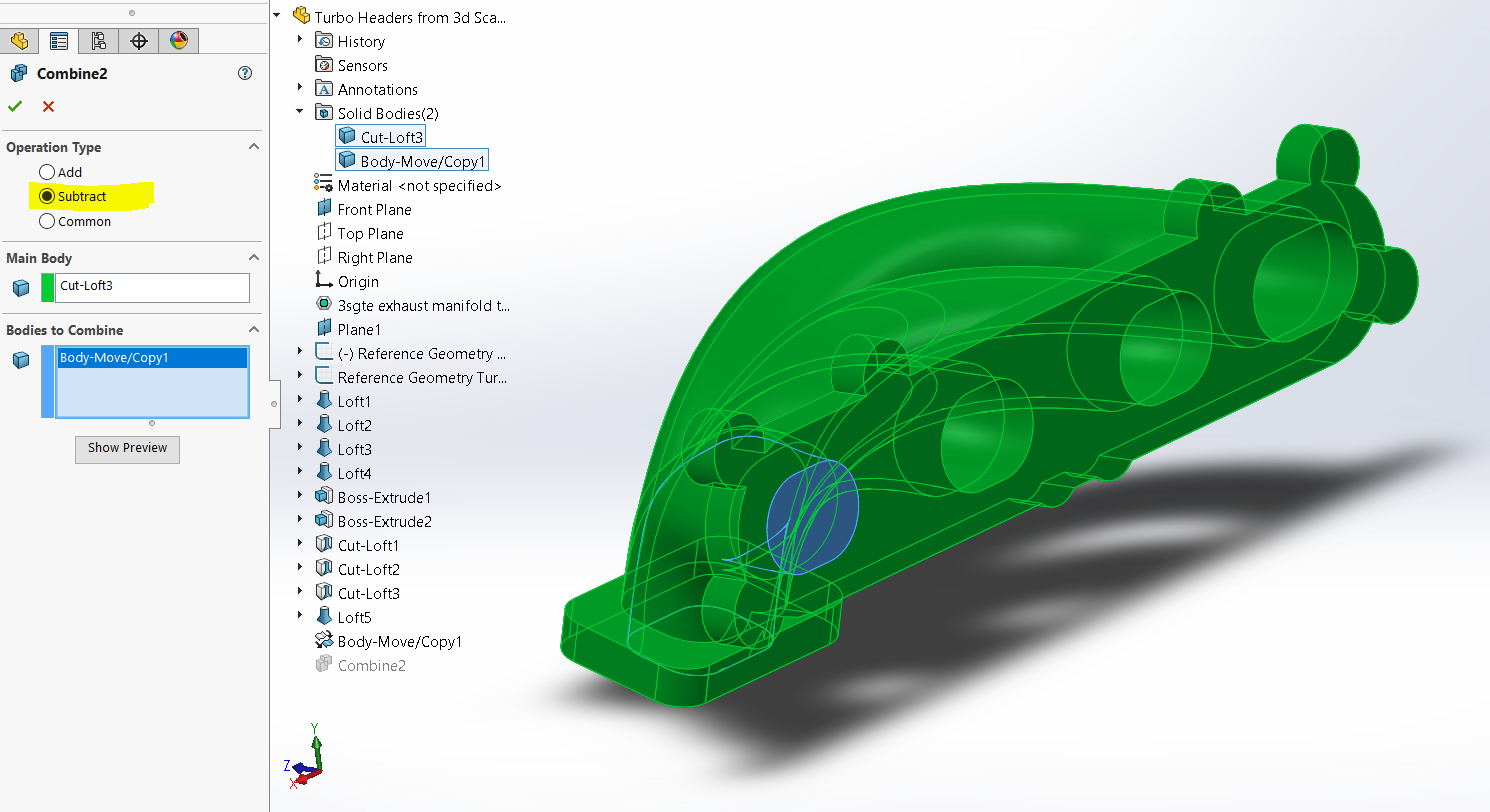 Combine2
Operation Type
Add
Subtract
Common
Main Body
Cut-Loft3
Bodies to Combine
Body-Move/Copy1
Show Preview
Turbo Headers from 3d Sca...
History
Sensors
Annotations
Solid Bodies(2)
Cut-Loft3
Body-Move/Copy1
Material <not specified>
Front Plane
Top Plane
Right Plane
Origin
3sgte exhaust manifold t...
Plane1
(-) Reference Geometry ...
Reference Geometry Tur...
Loft1
Loft2
Loft3
Loft4
Boss-Extrude1
Boss-Extrude2
Cut-Loft1
Cut-Loft2
Cut-Loft3
Loft5
Body-Move/Copy1
Combine2
Y
Z
X